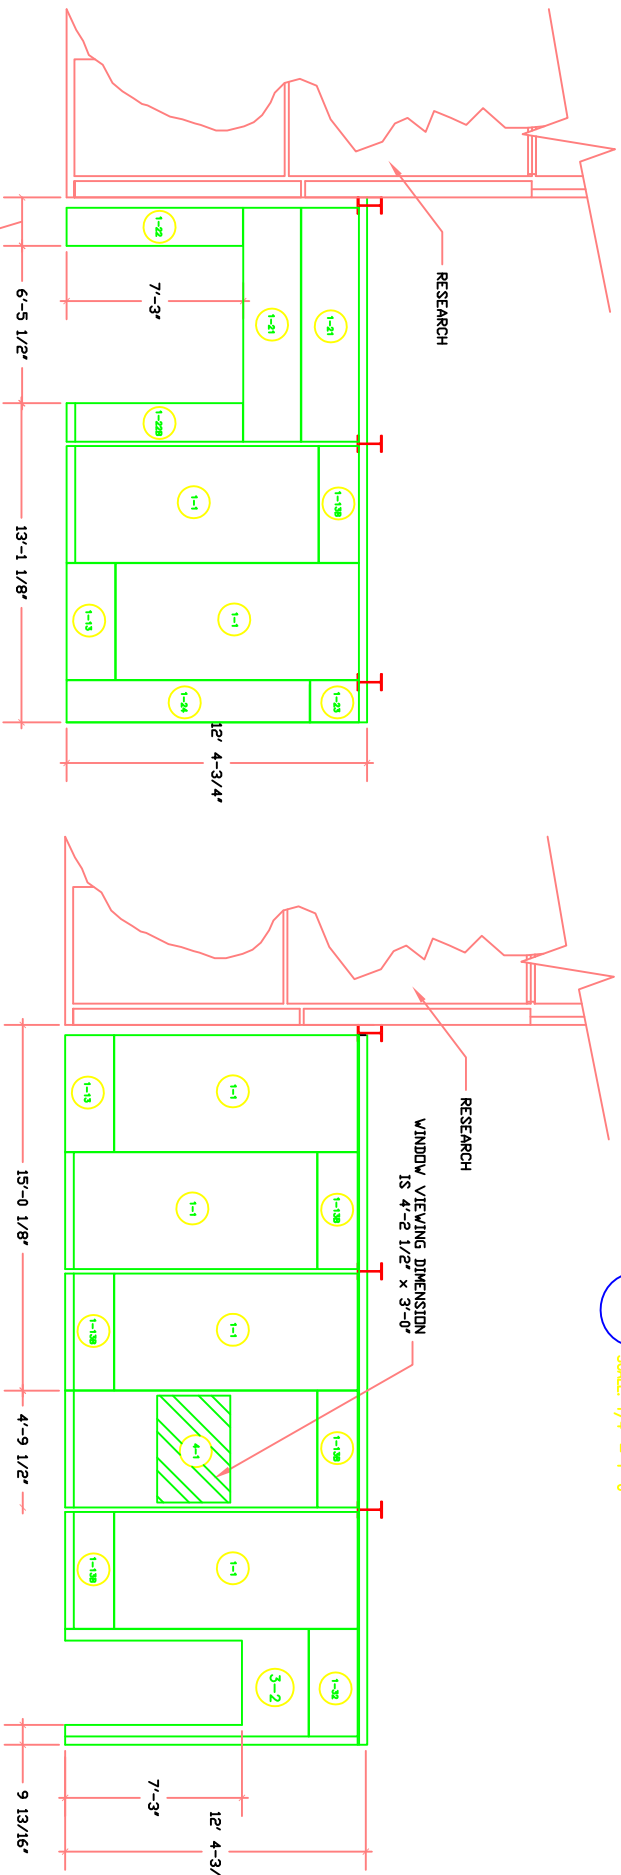 RESEARCH
1-22
1-21
1-21
7'-3"
6'-5 1/2"
1-22B
1-1
1-13B
13'-1 1/8"
1-13
1-1
1-24
1-23
12' 4-3/4"
RESEARCH
WINDOW VIEWING DIMENSION
IS 4'-2 1/2" x 3'-0"
1-13
1-1
1-1
1-13B
15'-0 1/8"
1-13B
1-1
4'-9 1/2"
4-1
1-13B
1-13B
1-1
3-2
1-32
7'-3"
9 13/16"
12' 4-3/